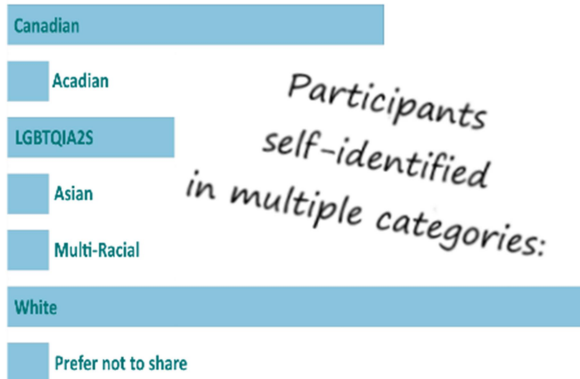 Canadian
Acadian
Participants
self-identified
in multiple categories:
LGBTQIA2S
Asian
Multi-Racial
White
Prefer not to share